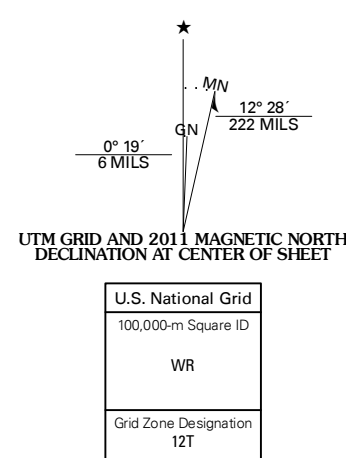 ★
MN
GN
12° 28´
222 MILS
0° 19´
6 MILS
UTM GRID AND 2011 MAGNETIC NORTH
DECLINATION AT CENTER OF SHEET
U.S. National Grid
100,000-m Square ID
WR
Grid Zone Designation
12T